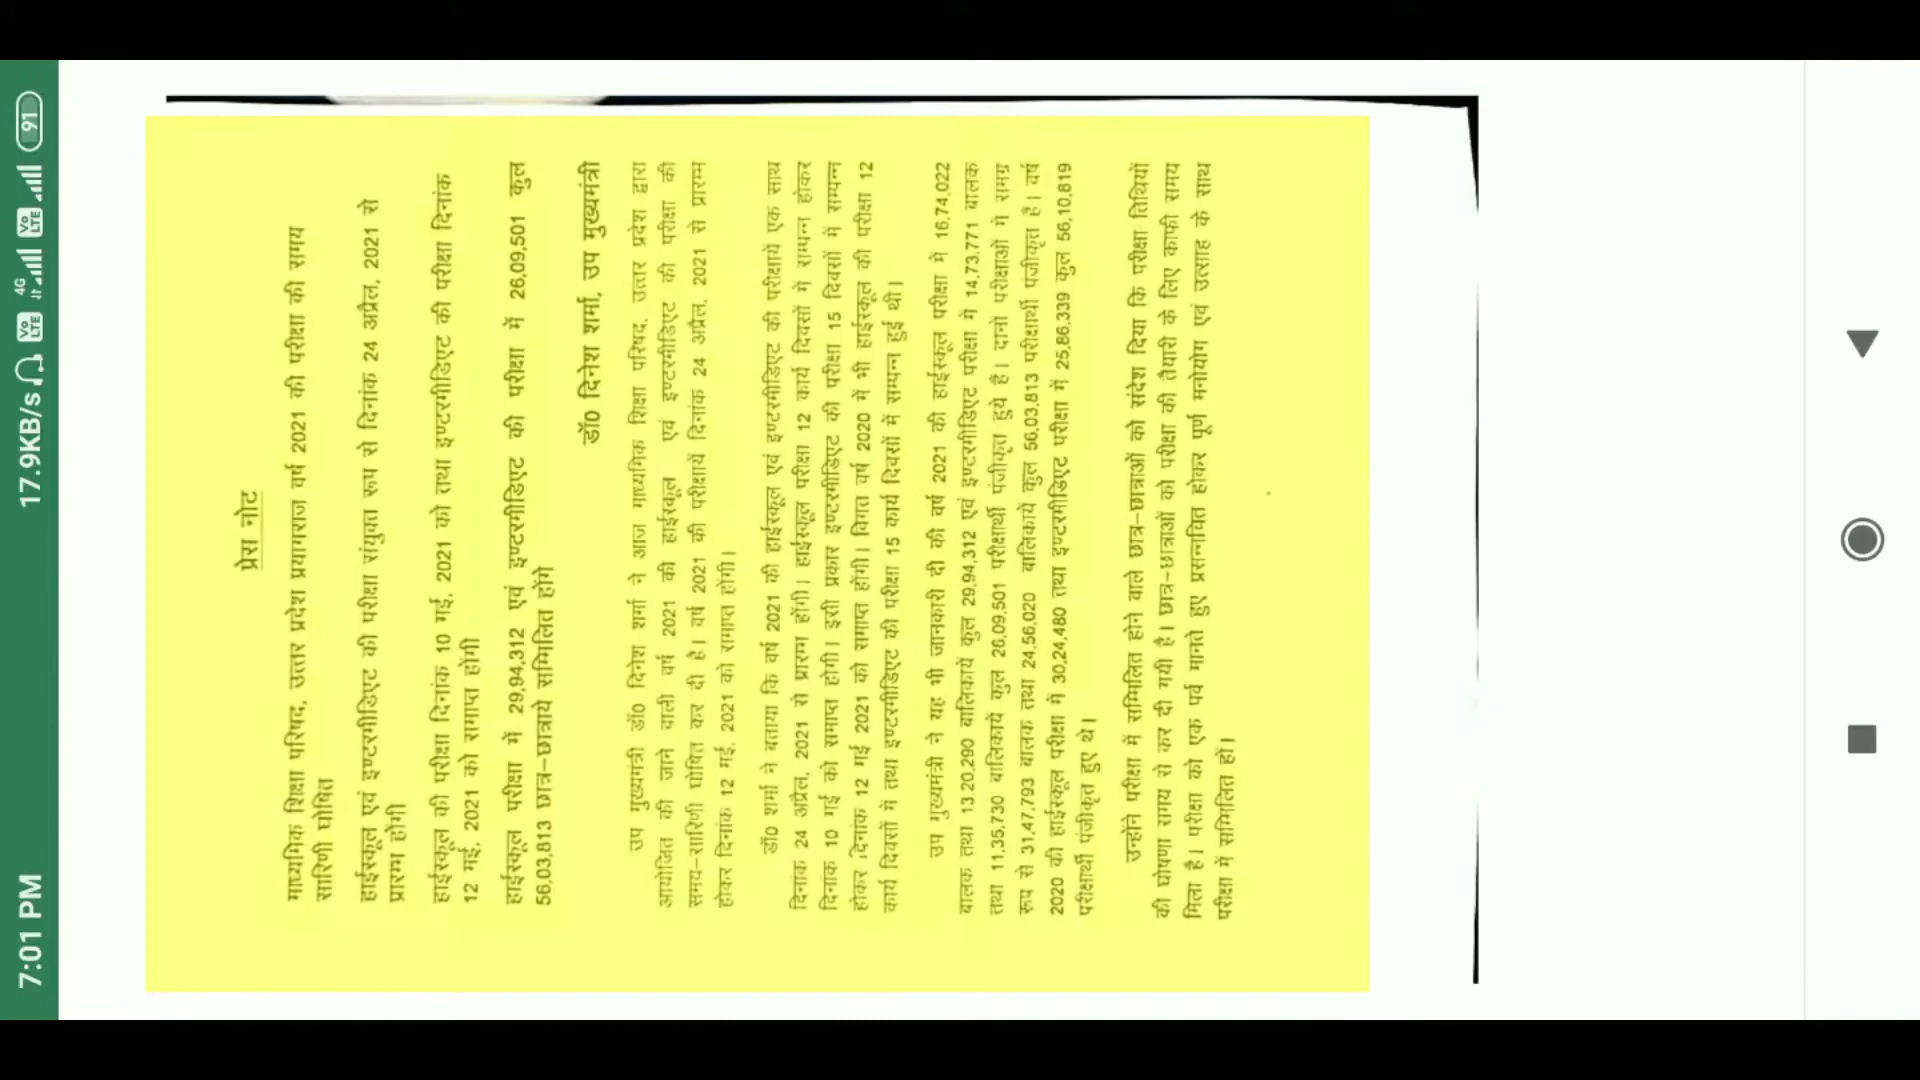 7:01 PM
17.9KB/s
Vo LTE
4G
Vo LTE
91
प्रेस नोट
माध्यमिक शिक्षा परिषद, उत्तर प्रदेश प्रयागराज वर्ष 2021 की परीक्षा की समय
सारिणी घोषित
हाईस्कूल एवं इण्टरमीडिएट की परीक्षा संयुक्त रूप से दिनांक 24 अप्रैल, 2021 से
प्रारम्भ होंगी
हाईस्कूल की परीक्षा दिनांक 10 मई, 2021 को तथा इण्टरमीडिएट की परीक्षा दिनांक
12 मई, 2021 को समाप्त होंगी
हाईस्कूल परीक्षा में 29,94,312 एवं इण्टरमीडिएट की परीक्षा में 26,09,501 कुल
56,03,813 छात्र-छात्राये सम्मिलित होंगे
डॉ0 दिनेश शर्मा, उप मुख्यमंत्री
उप मुख्यमंत्री डॉ0 दिनेश शर्मा ने आज माध्यमिक शिक्षा परिषद, उत्तर प्रदेश द्वारा
आयोजित की जाने वाली वर्ष 2021 की हाईस्कूल एवं इण्टरमीडिएट की परीक्षा की
समय-सारिणी घोषित कर दी है। वर्ष 2021 की परीक्षायें दिनांक 24 अप्रैल, 2021 से प्रारम्भ
होकर दिनांक 12 मई, 2021 को समाप्त होंगी।
डॉ0 शर्मा ने बताया कि वर्ष 2021 की हाईस्कूल एवं इण्टरमीडिएट की परीक्षायें एक साथ
दिनांक 24 अप्रैल, 2021 से प्रारम्भ होंगी। हाईस्कूल परीक्षा 12 कार्य दिवसों में सम्पन्न होकर
दिनांक 10 मई को समाप्त होगी। इसी प्रकार इण्टरमीडिएट की परीक्षा 15 दिवसों में सम्पन्न
होकर दिनांक 12 मई 2021 को समाप्त होंगी। विगत वर्ष 2020 में भी हाईस्कूल की परीक्षा 12
कार्य दिवसों में तथा इण्टरमीडिएट की परीक्षा 15 कार्य दिवसों में सम्पन्न हुई थी।
उप मुख्यमंत्री ने यह भी जानकारी दी की वर्ष 2021 की हाईस्कूल परीक्षा में 16,74,022
बालक तथा 13,20,290 बालिकायें कुल 29,94,312 एवं इण्टरमीडिएट परीक्षा में 14,73,771 बालक
तथा 11,35,730 बालिकायें कुल 26,09,501 परीक्षार्थी पंजीकृत हुये है। दानो परीक्षाओं में समग्र
रूप से 31,47,793 बालक तथा 24,56,020 बालिकायें कुल 56,03,813 परीक्षार्थी पंजीकृत हैं। वर्ष
2020 की हाईस्कूल परीक्षा में 30,24,480 तथा इण्टरमीडिएट परीक्षा में 25,86,339 कुल 56,10,819
परीक्षार्थी पंजीकृत हुए थे।
उन्होंने परीक्षा में सम्मिलित होने वाले छात्र-छात्राओं को संदेश दिया कि परीक्षा तिथियों
की घोषणा समय से कर दी गयी है। छात्र-छात्राओं को परीक्षा की तैयारी के लिए काफी समय
मिला है। परीक्षा को एक पर्व मानते हुए प्रसन्नचित होकर पूर्ण मनोयोग एवं उत्साह के साथ
परीक्षा में सम्मिलित हों।